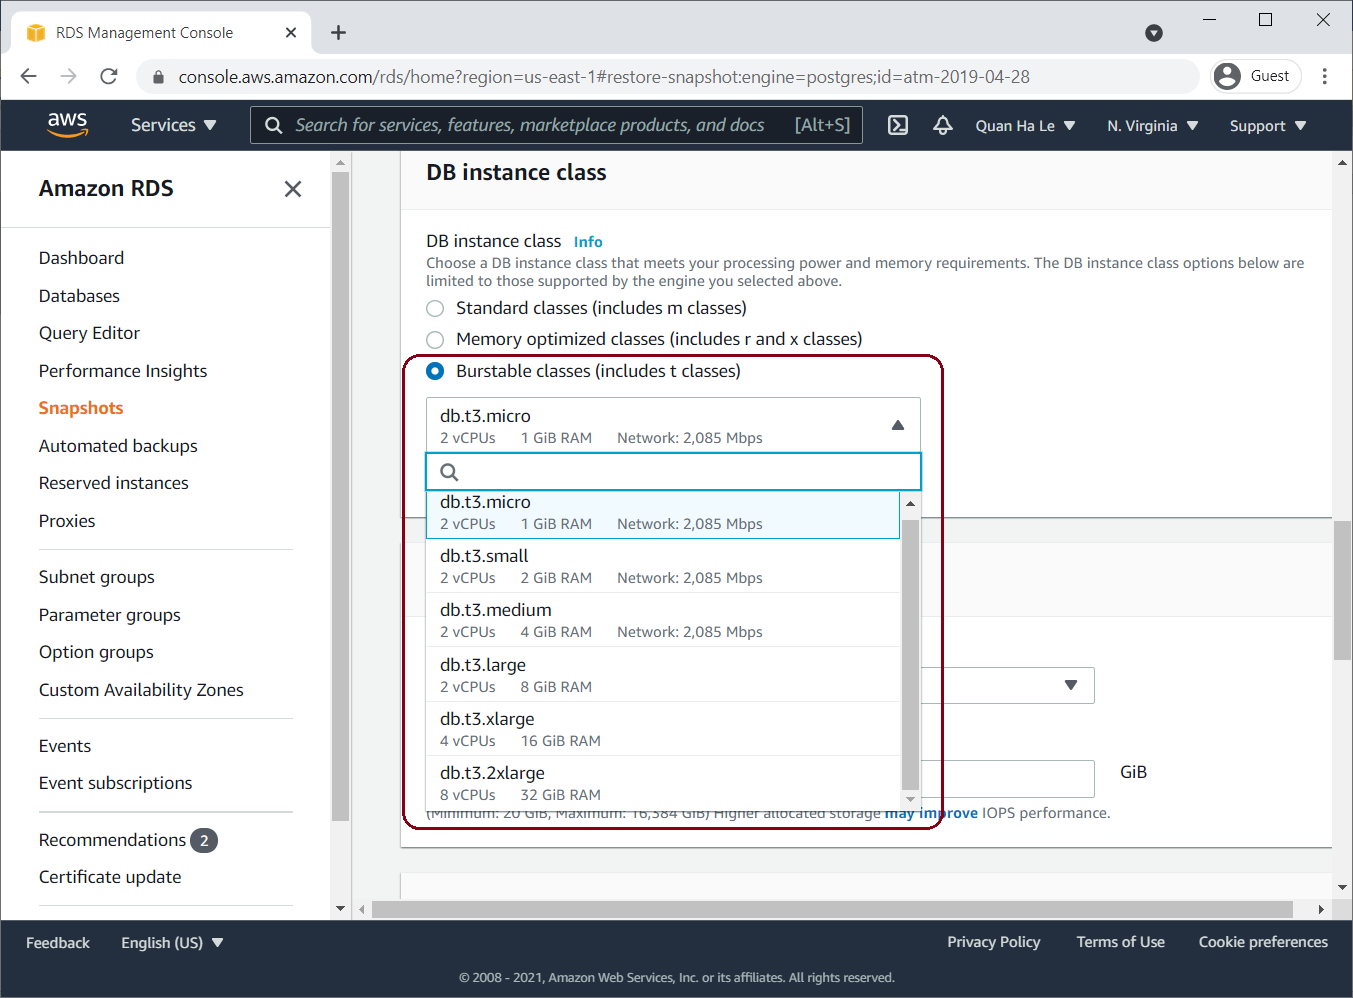 RDS Management Console
console.aws.amazon.com/rds/home?region=us-east-1#restore-snapshot:engine=postgres;id=atm-2019-04-28
Guest
aws
Services
Search for services, features, marketplace products, and docs [Alt+S]
Quan Ha Le
N. Virginia
Support
Amazon RDS
Dashboard
Databases
Query Editor
Performance Insights
Snapshots
Automated backups
Reserved instances
Proxies
Subnet groups
Parameter groups
Option groups
Custom Availability Zones
Events
Event subscriptions
Recommendations 2
Certificate update
DB instance class
DB instance class Info
Choose a DB instance class that meets your processing power and memory requirements. The DB instance class options below are
limited to those supported by the engine you selected above.
Standard classes (includes m classes)
Memory optimized classes (includes r and x classes)
Burstable classes (includes t classes)
db.t3.micro
2 vCPUs 1 GiB RAM Network: 2,085 Mbps
db.t3.micro
2 vCPUs 1 GiB RAM Network: 2,085 Mbps
db.t3.small
2 vCPUs 2 GiB RAM Network: 2,085 Mbps
db.t3.medium
2 vCPUs 4 GiB RAM Network: 2,085 Mbps
db.t3.large
2 vCPUs 8 GiB RAM
db.t3.xlarge
4 vCPUs 16 GiB RAM
db.t3.2xlarge
8 vCPUs 32 GiB RAM
GiB
(Minimum: 20 GiB, Maximum: 16,384 GiB) Higher allocated storage may improve IOPS performance.
Feedback
English (US)
Privacy Policy
Terms of Use
Cookie preferences
© 2008 - 2021, Amazon Web Services, Inc. or its affiliates. All rights reserved.